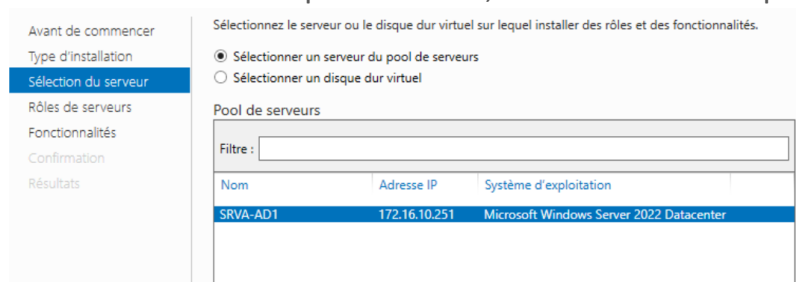 Avant de commencer
Type d'installation
Sélection du serveur
Rôles de serveurs
Fonctionnalités
Confirmation
Résultats
Sélectionnez le serveur ou le disque dur virtuel sur lequel installer des rôles et des fonctionnalités.
Sélectionner un serveur du pool de serveurs
Sélectionner un disque dur virtuel
Pool de serveurs
Filtre :
Nom Adresse IP Système d'exploitation
SRVA-AD1 172.16.10.251 Microsoft Windows Server 2022 Datacenter